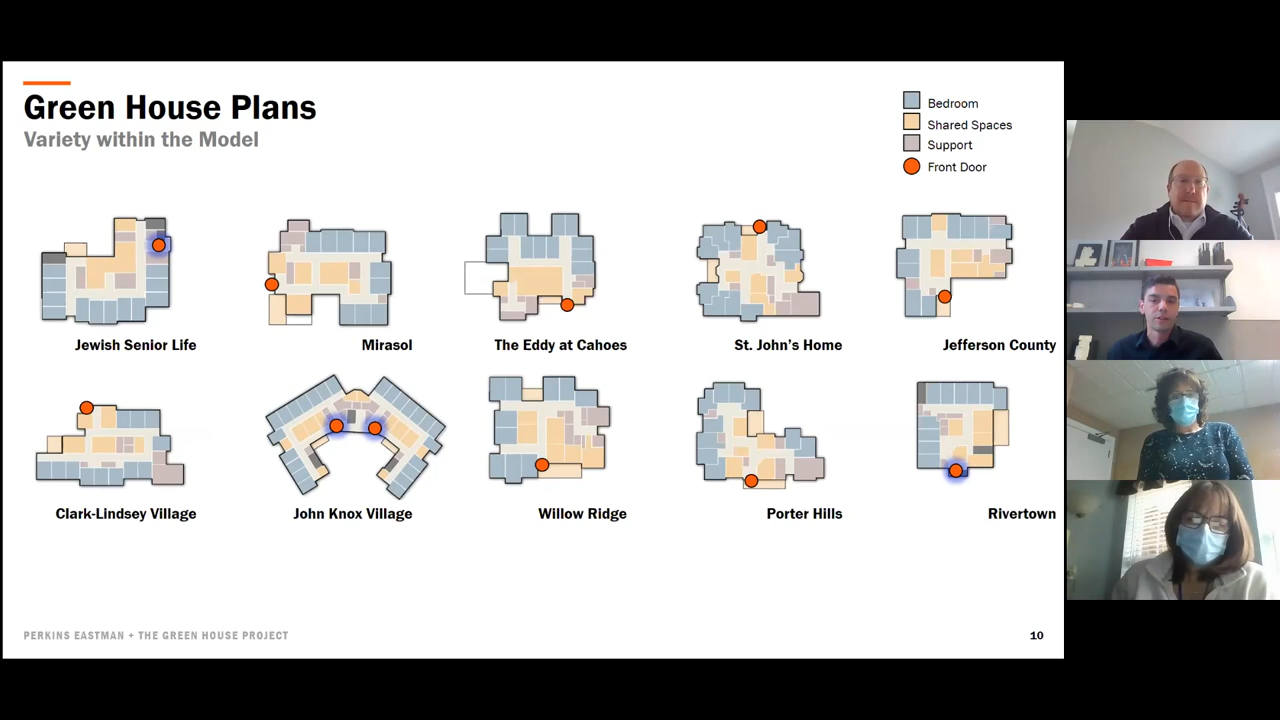 Green House Plans
Variety within the Model
Bedroom
Shared Spaces
Support
Front Door
Jewish Senior Life
Mirasol
The Eddy at Cahoes
St. John's Home
Jefferson County
Clark-Lindsey Village
John Knox Village
Willow Ridge
Porter Hills
Rivertown
PERKINS EASTMAN + THE GREEN HOUSE PROJECT
10